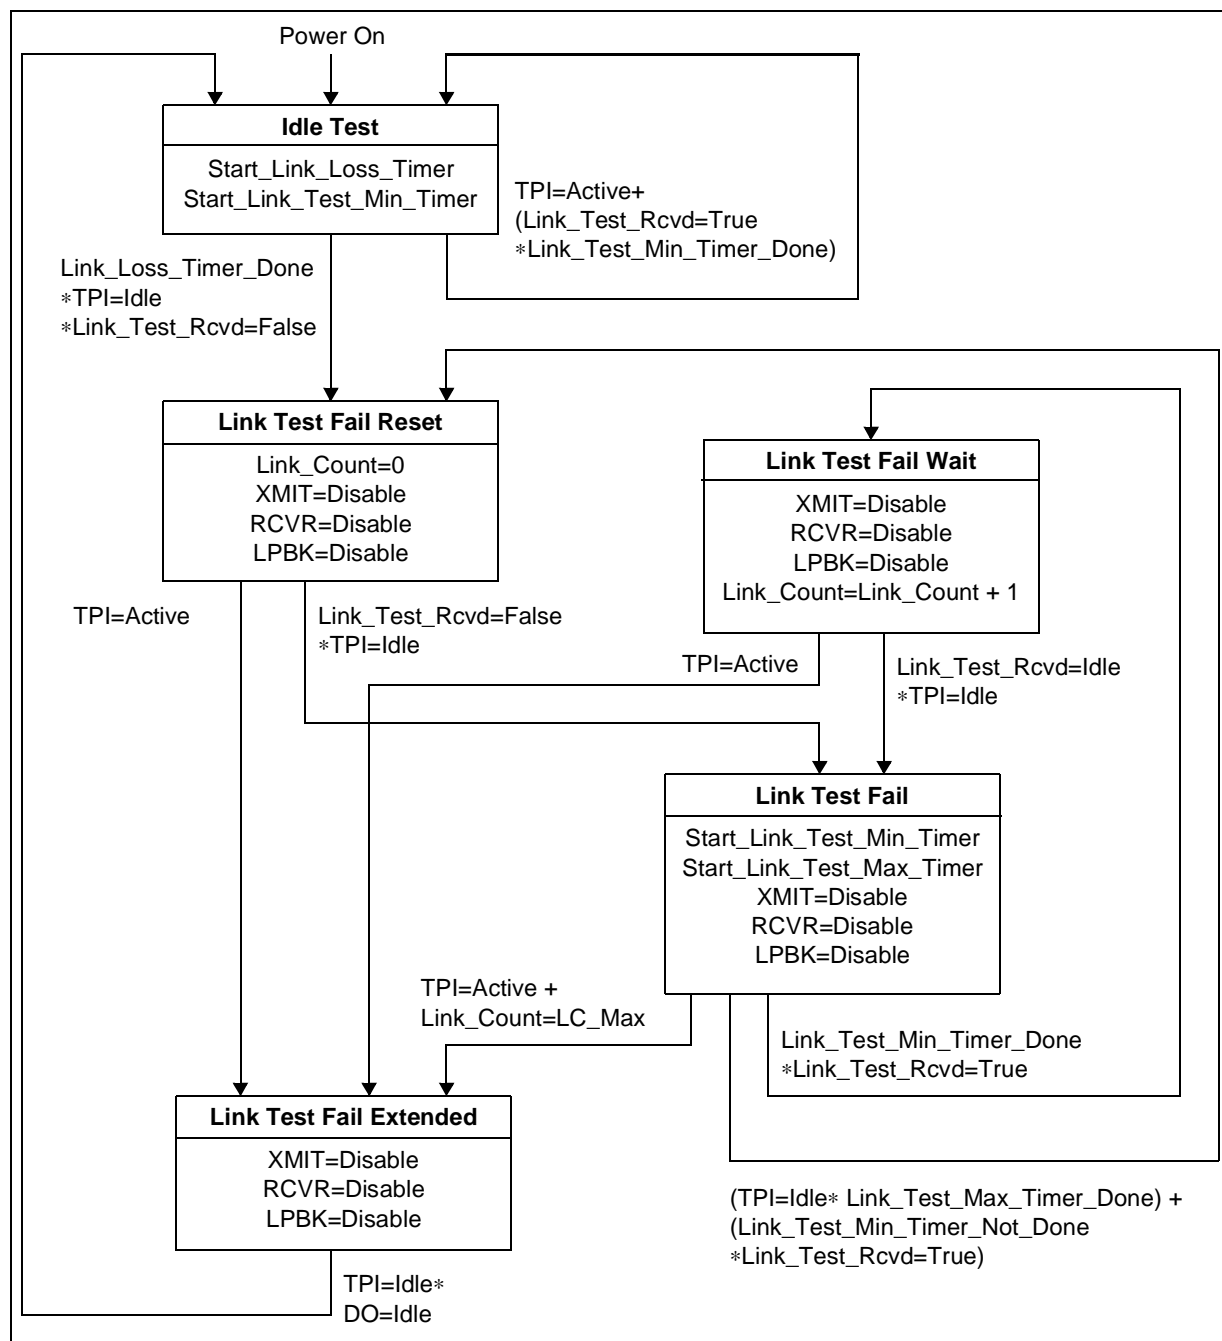 Power On
Idle Test
Start_Link_Loss_Timer
Start_Link_Test_Min_Timer
TPI=Active+
(Link_Test_Rcvd=True
*Link_Test_Min_Timer_Done)
Link_Loss_Timer_Done
*TPI=Idle
*Link_Test_Rcvd=False
Link Test Fail Reset
Link_Count=0
XMIT=Disable
RCVR=Disable
LPBK=Disable
Link Test Fail Wait
XMIT=Disable
RCVR=Disable
LPBK=Disable
Link_Count=Link_Count + 1
TPI=Active
Link_Test_Rcvd=False
*TPI=Idle
TPI=Active
Link_Test_Rcvd=Idle
*TPI=Idle
Link Test Fail
Start_Link_Test_Min_Timer
Start_Link_Test_Max_Timer
XMIT=Disable
RCVR=Disable
LPBK=Disable
TPI=Active +
Link_Count=LC_Max
Link_Test_Min_Timer_Done
*Link_Test_Rcvd=True
Link Test Fail Extended
XMIT=Disable
RCVR=Disable
LPBK=Disable
(TPI=Idle* Link_Test_Max_Timer_Done) +
(Link_Test_Min_Timer_Not_Done
*Link_Test_Rcvd=True)
TPI=Idle*
DO=Idle